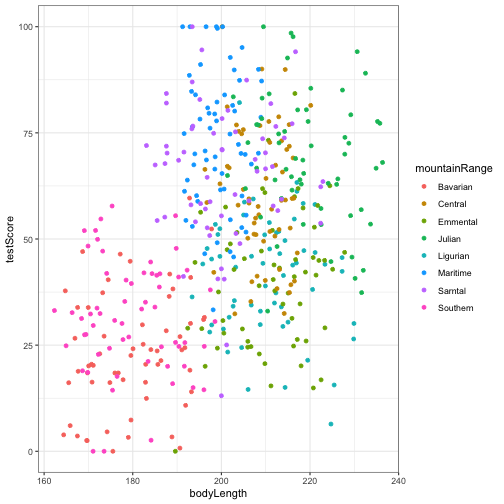 100
75
50
25
0
testScore
160
180
200
220
240
bodyLength
mountainRange
Bavarian
Central
Emmental
Julian
Ligurian
Maritime
Sarntal
Southern